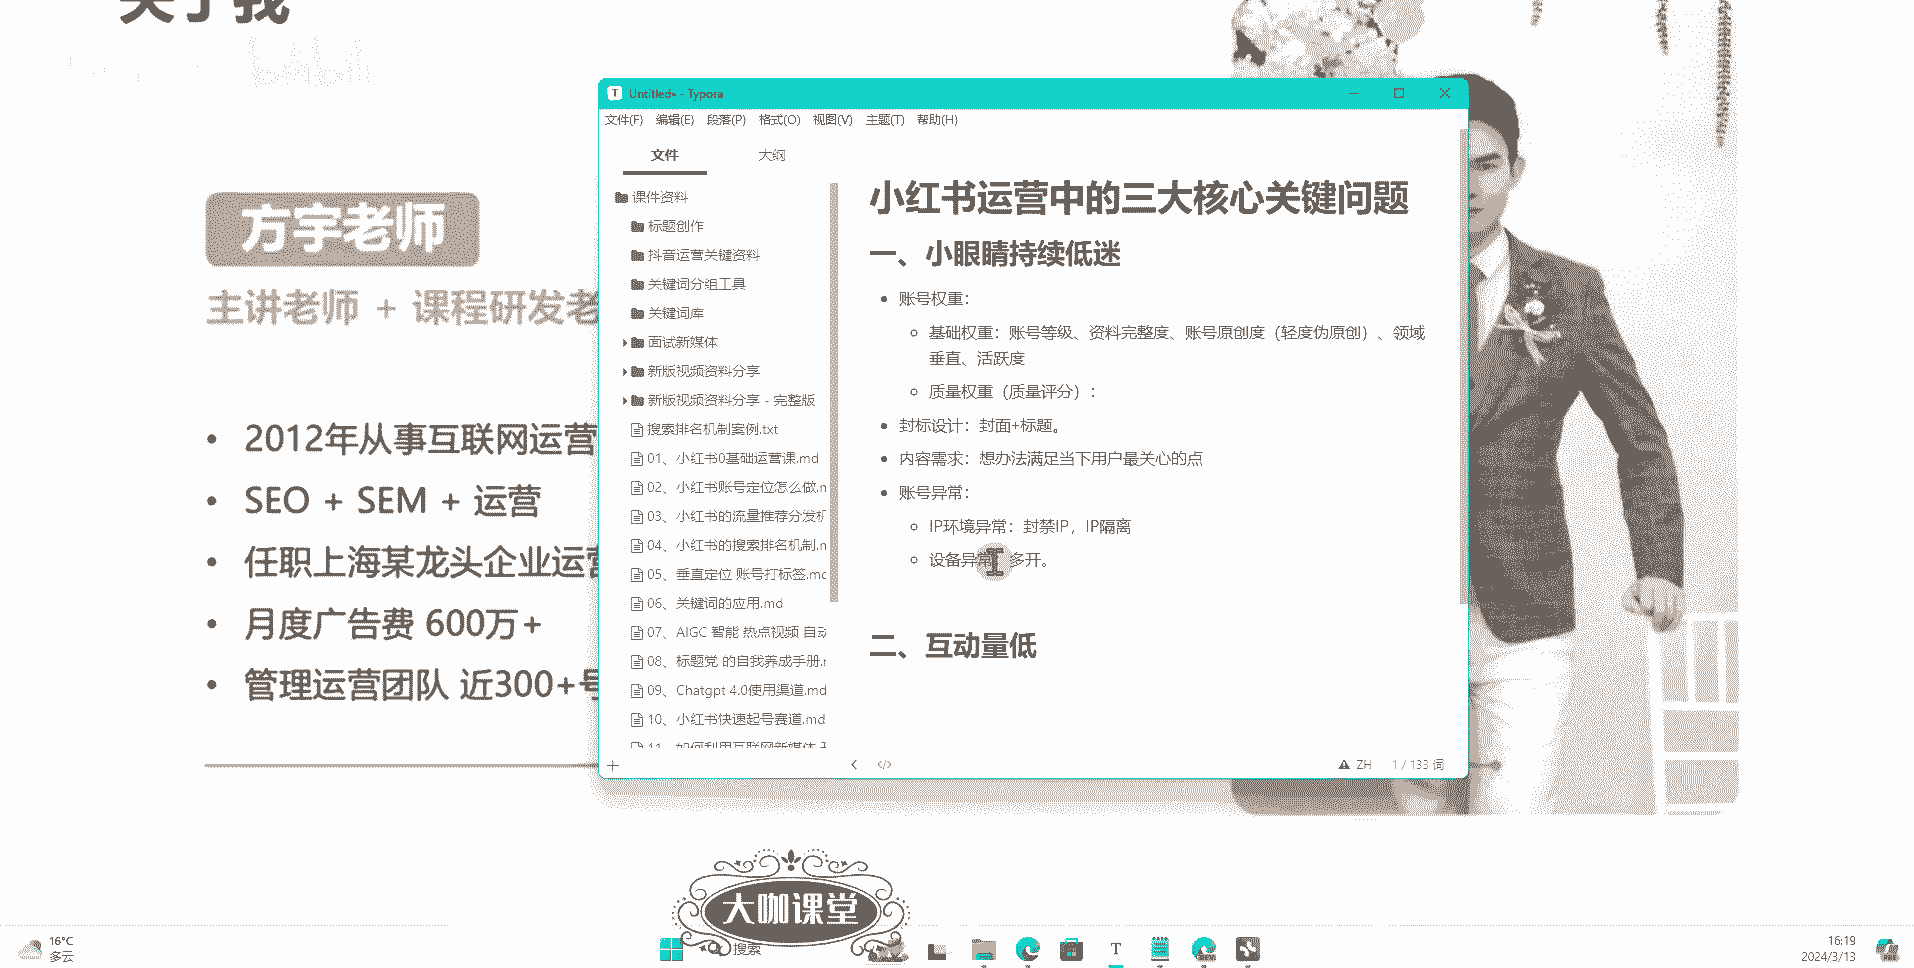 关于我
bilibili
方宇老师
主讲老师 + 课程研发老
2012年从事互联网运营
SEO + SEM + 运营
任职上海某龙头企业运营
月度广告费 600万+
管理运营团队 近300+号
Untitled• - Typora
文件(F) 编辑(E) 段落(P) 格式(O) 视图(V) 主题(T) 帮助(H)
文件 大纲
课件资料
标题创作
抖音运营关键资料
关键词分组工具
关键词库
面试新媒体
新版视频资料分享
新版视频资料分享 - 完整版
搜索排名机制案例.txt
01、小红书0基础运营课.md
02、小红书账号定位怎么做.m
03、小红书的流量推荐分发机
04、小红书的搜索排名机制.m
05、垂直定位 账号打标签.mc
06、关键词的应用.md
07、AIGC 智能 热点视频 自动
08、标题党 的自我养成手册.r
09、Chatgpt 4.0使用渠道.md
10、小红书快速起号赛道.md
11、如何利用互联网新媒体
小红书运营中的三大核心关键问题
一、小眼睛持续低迷
账号权重：
基础权重：账号等级、资料完整度、账号原创度（轻度伪原创）、领域
垂直、活跃度
质量权重（质量评分）：
封标设计：封面+标题。
内容需求：想办法满足当下用户最关心的点
账号异常：
IP环境异常：封禁IP，IP隔离
设备异常 多开。
二、互动量低
ZH 1 / 133 词
大咖课堂
16°C
多云
搜索
16:19
2024/3/13